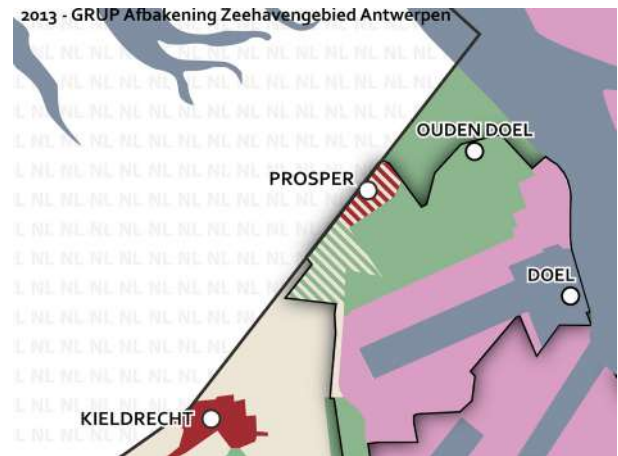 2013 - GRUP Afbakening Zeehavengebied Antwerpen
OUDEN DOEL
PROSPER
DOEL
KIELDRECHT